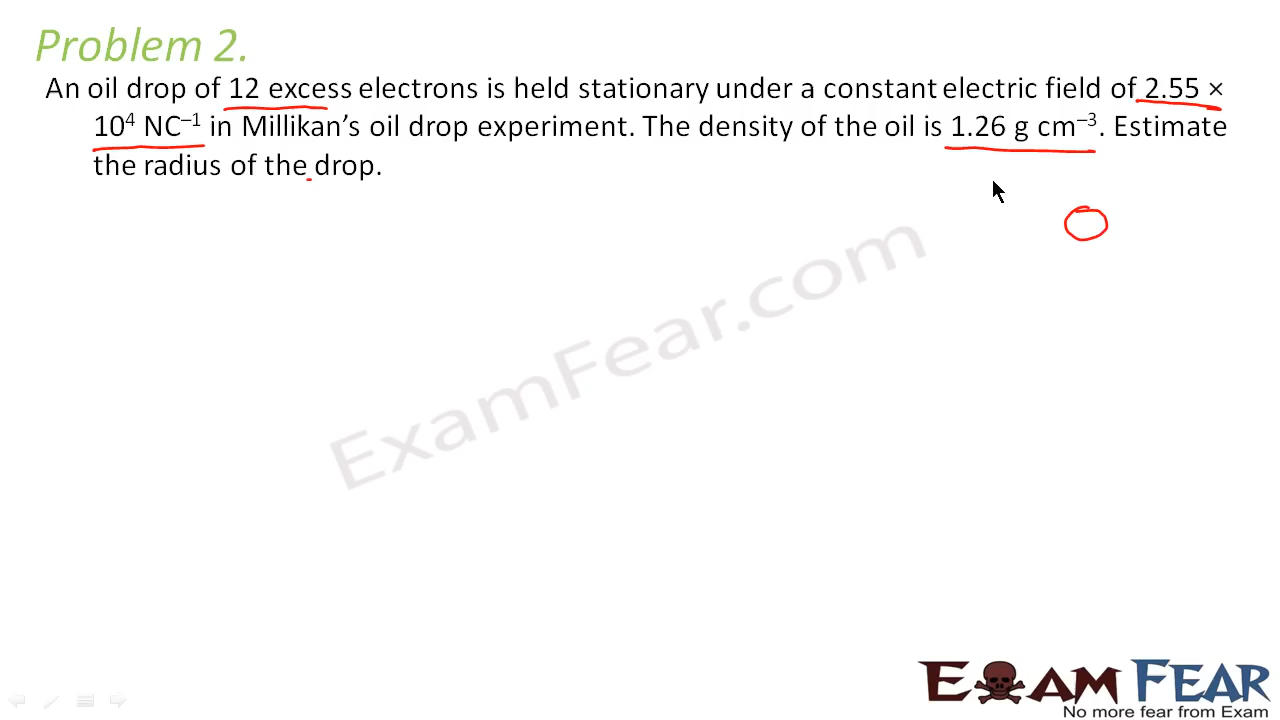 Problem 2.
An oil drop of 12 excess electrons is held stationary under a constant electric field of 2.55 ×
10⁴ NC⁻¹ in Millikan’s oil drop experiment. The density of the oil is 1.26 g cm⁻³. Estimate
the radius of the drop.
ExamFear.com
EXAM FEAR
No more fear from Exam